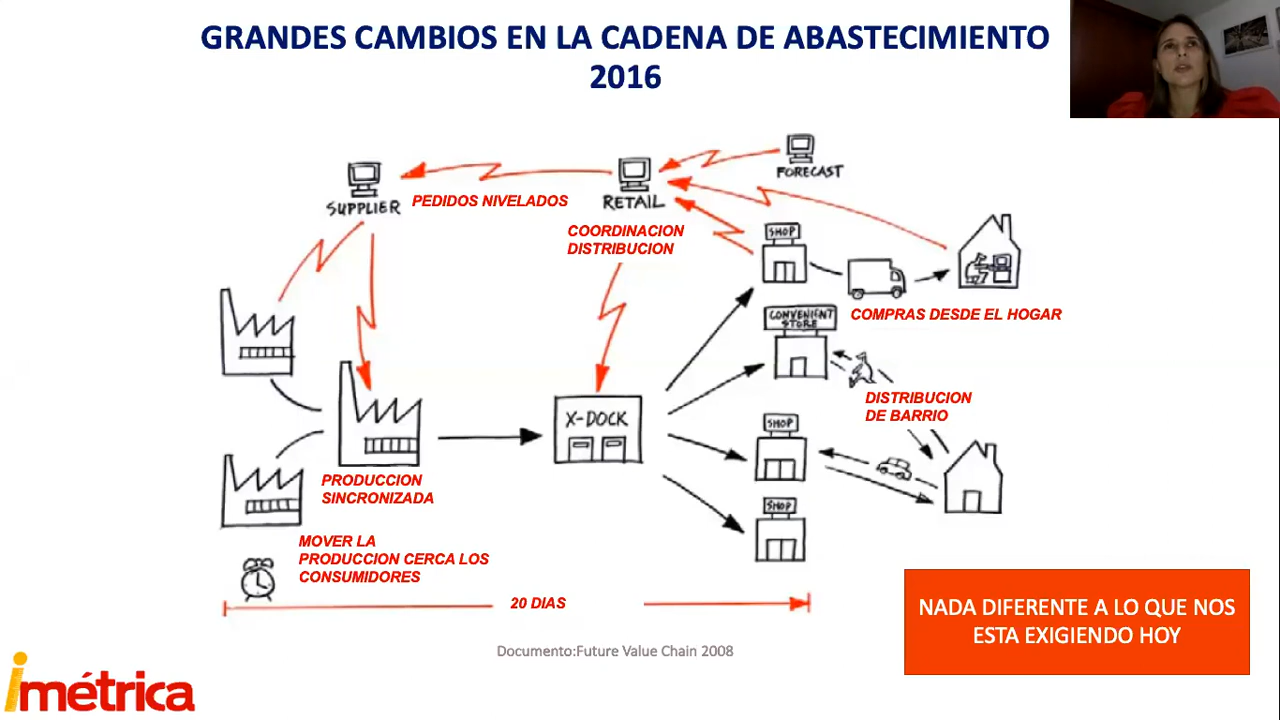 GRANDES CAMBIOS EN LA CADENA DE ABASTECIMIENTO
2016
FORECAST
SUPPLIER
PEDIDOS NIVELADOS
RETAIL
COORDINACION
DISTRIBUCION
SHOP
COMPRAS DESDE EL HOGAR
CONVENIENT
STORE
DISTRIBUCION
DE BARRIO
X-DOCK
SHOP
PRODUCCION
SINCRONIZADA
SHOP
MOVER LA
PRODUCCION CERCA LOS
CONSUMIDORES
20 DIAS
NADA DIFERENTE A LO QUE NOS
ESTA EXIGIENDO HOY
Documento:Future Value Chain 2008
imétrica